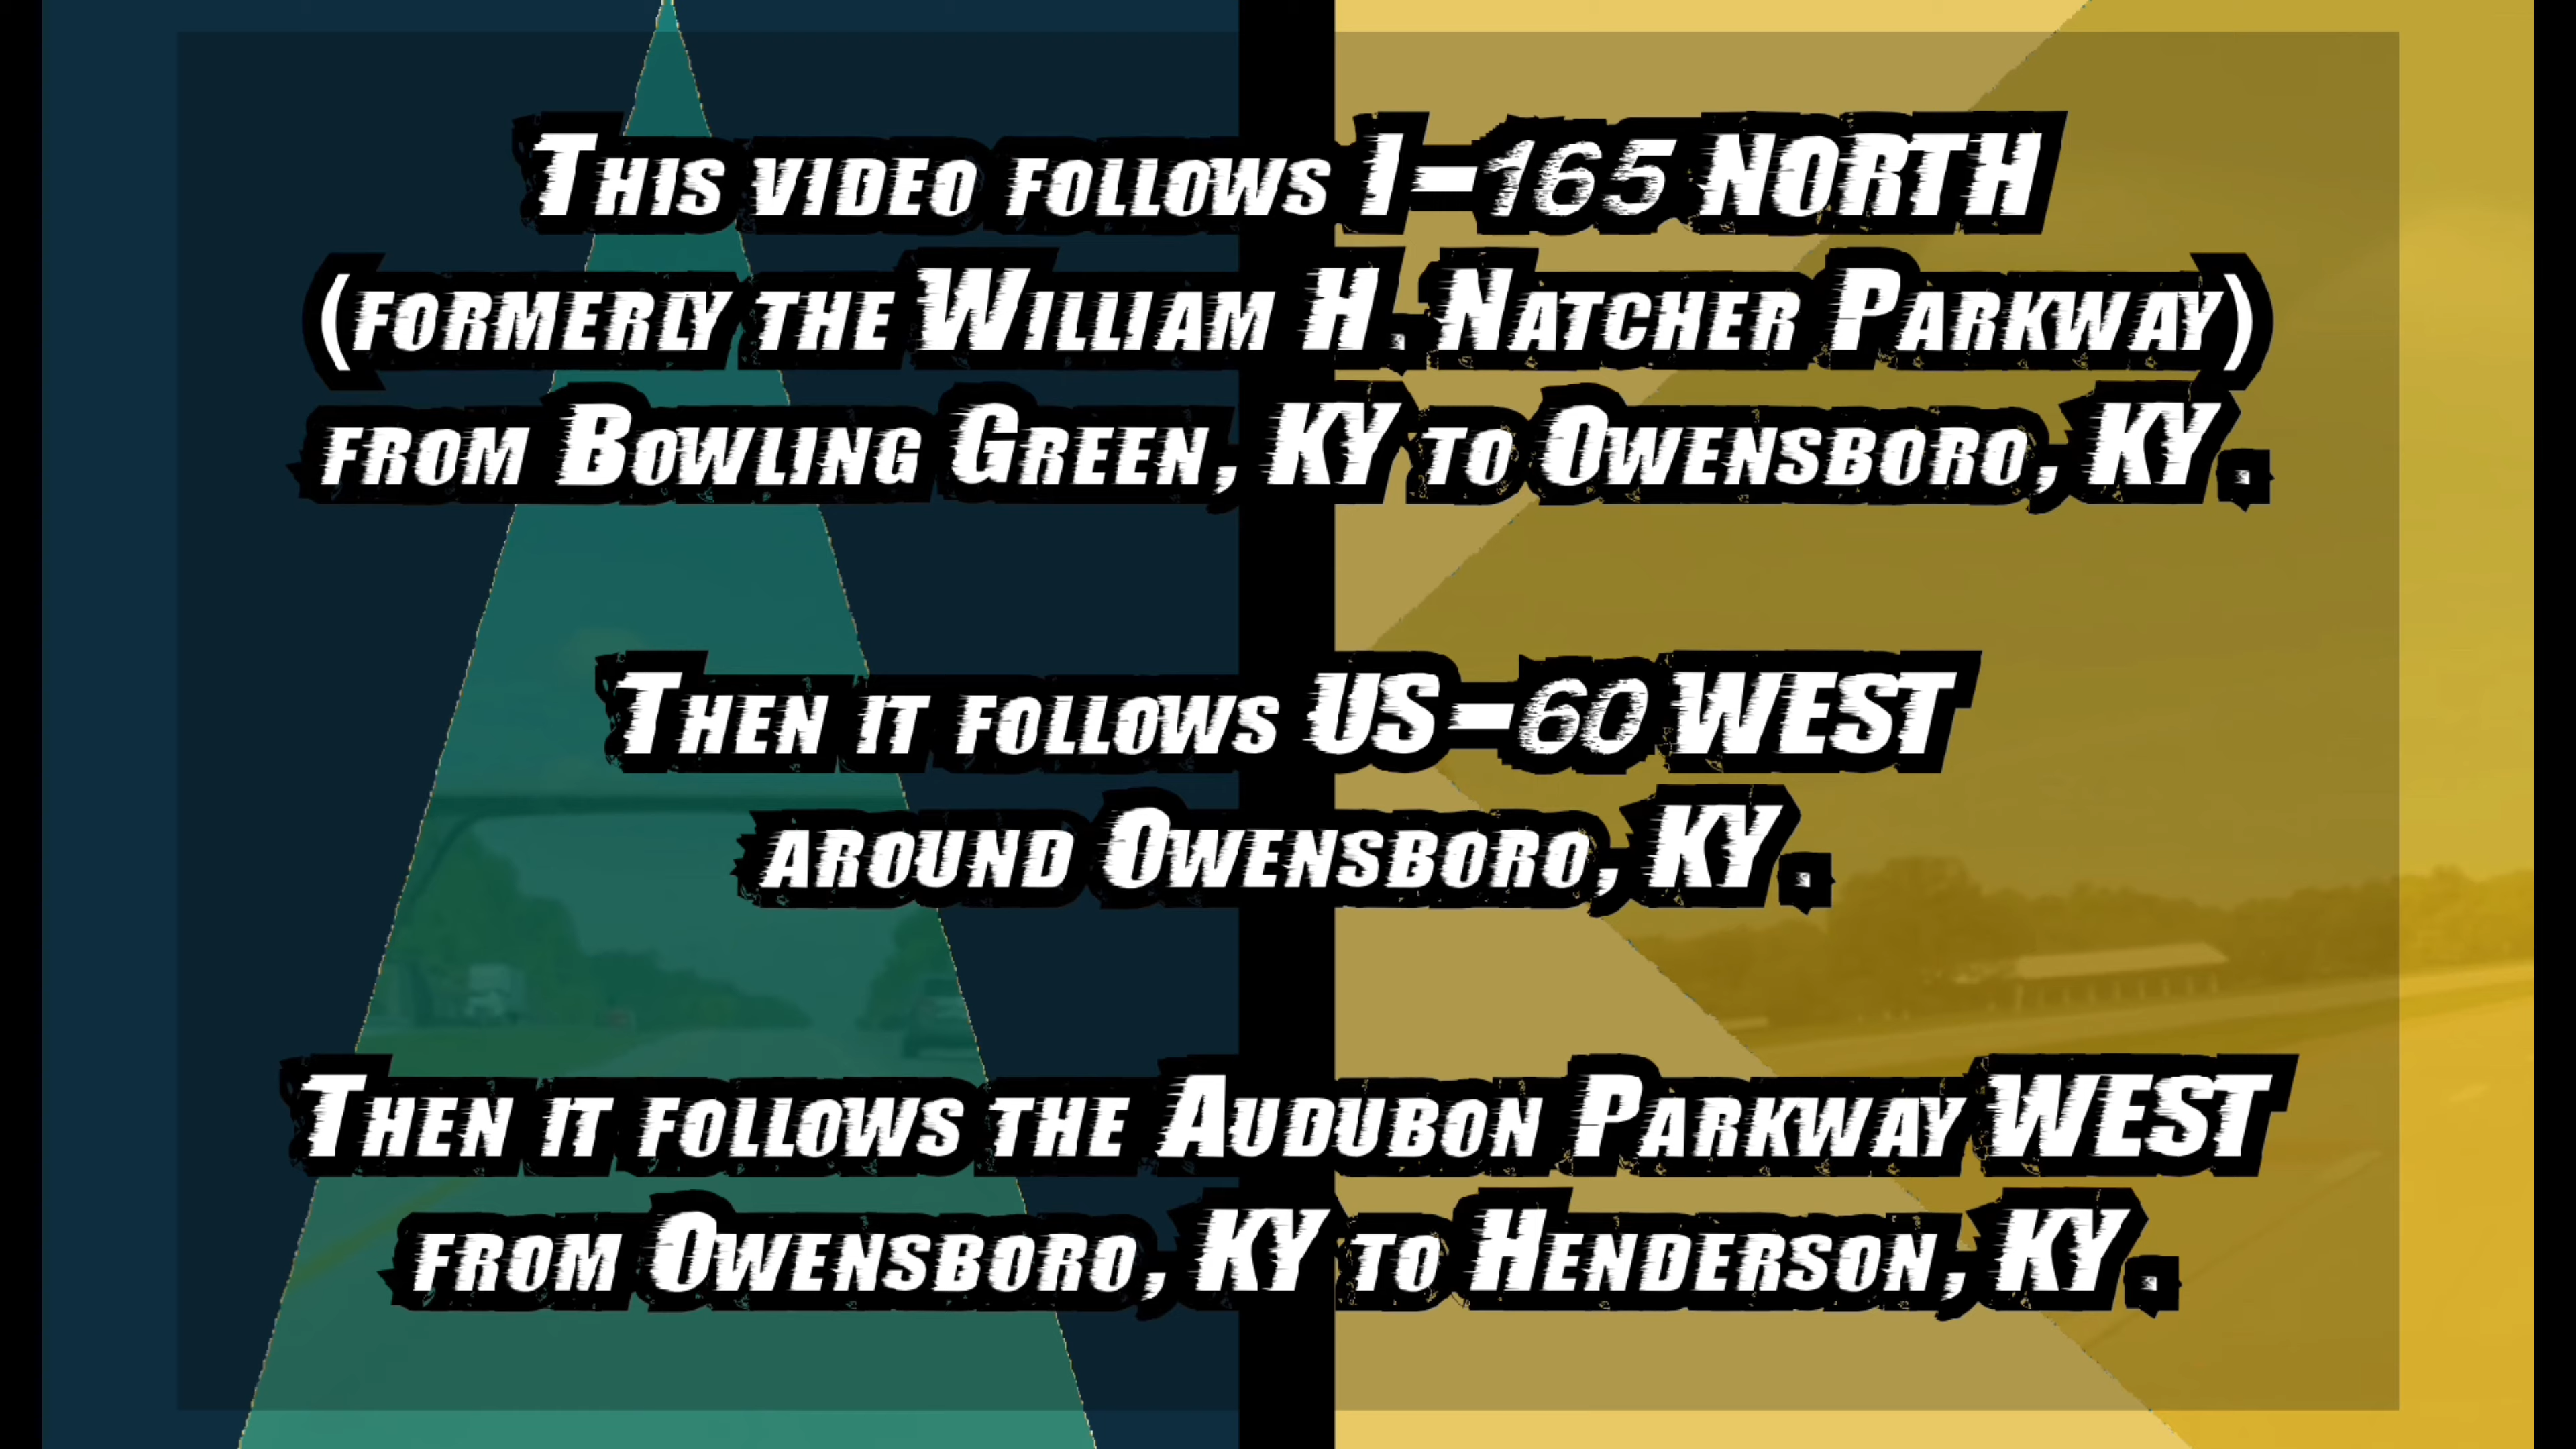 This video follows I-165 NORTH
(formerly the William H. Natcher Parkway)
from Bowling Green, KY to Owensboro, KY.
Then it follows US-60 WEST
around Owensboro, KY.
Then it follows the Audubon Parkway WEST
from Owensboro, KY to Henderson, KY.